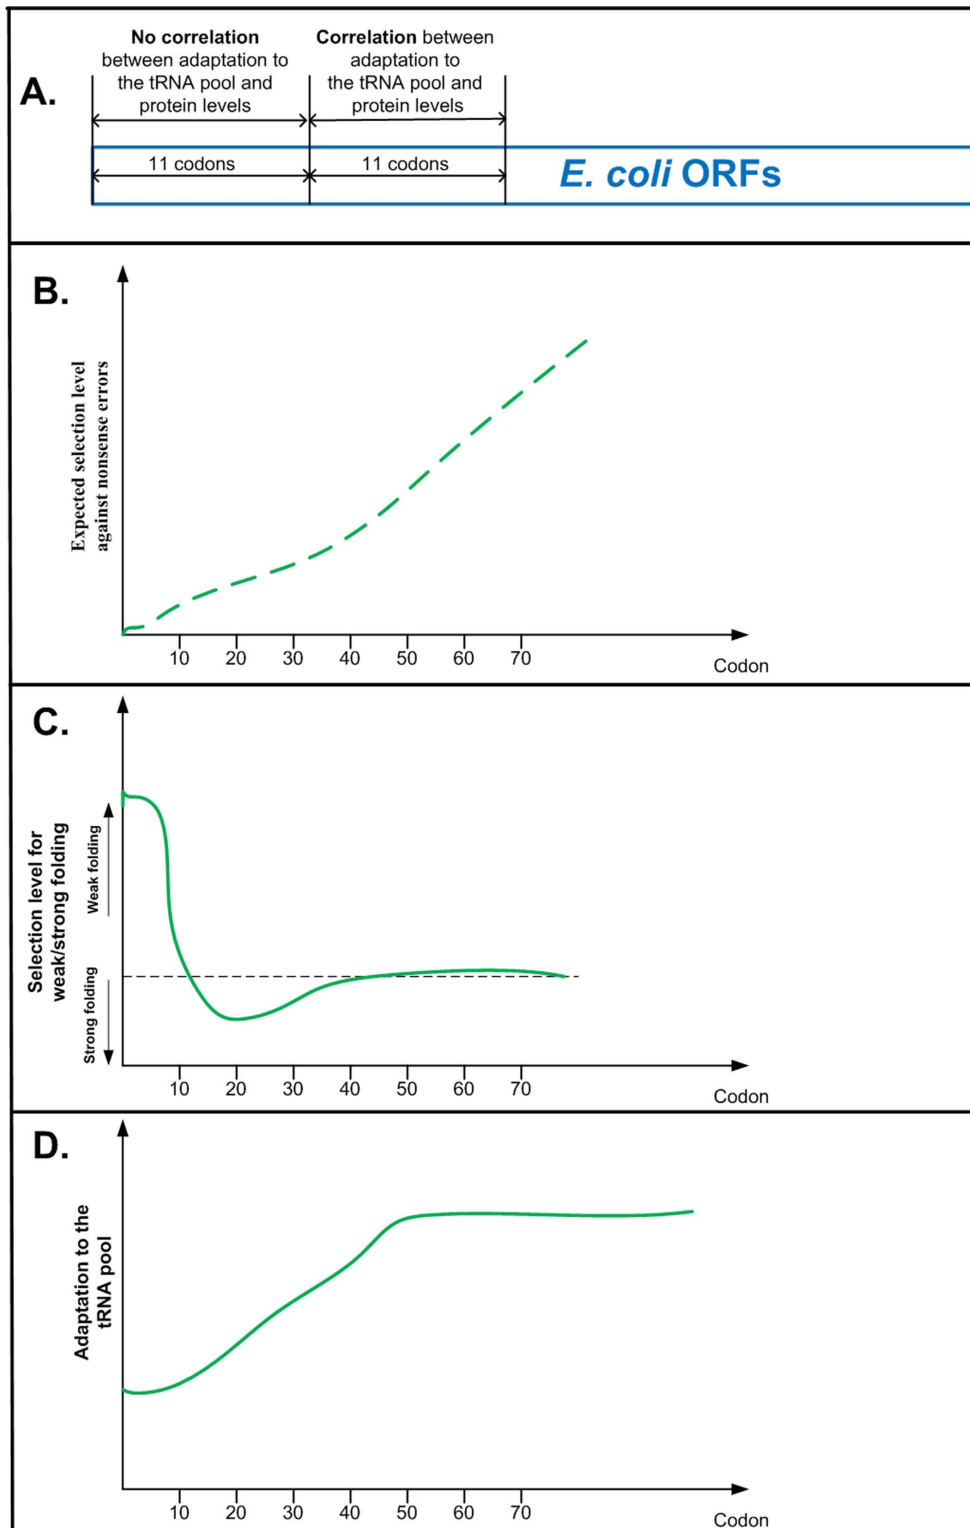 A.
No correlation
between adaptation to
the tRNA pool and
protein levels
Correlation between
adaptation to
the tRNA pool and
protein levels
11 codons
11 codons
E. coli ORFs
B.
Expected selection level
against nonsense errors
10 20 30 40 50 60 70
Codon
C.
Selection level for
weak/strong folding
Weak folding
Strong folding
10 20 30 40 50 60 70
Codon
D.
Adaptation to the
tRNA pool
10 20 30 40 50 60 70
Codon